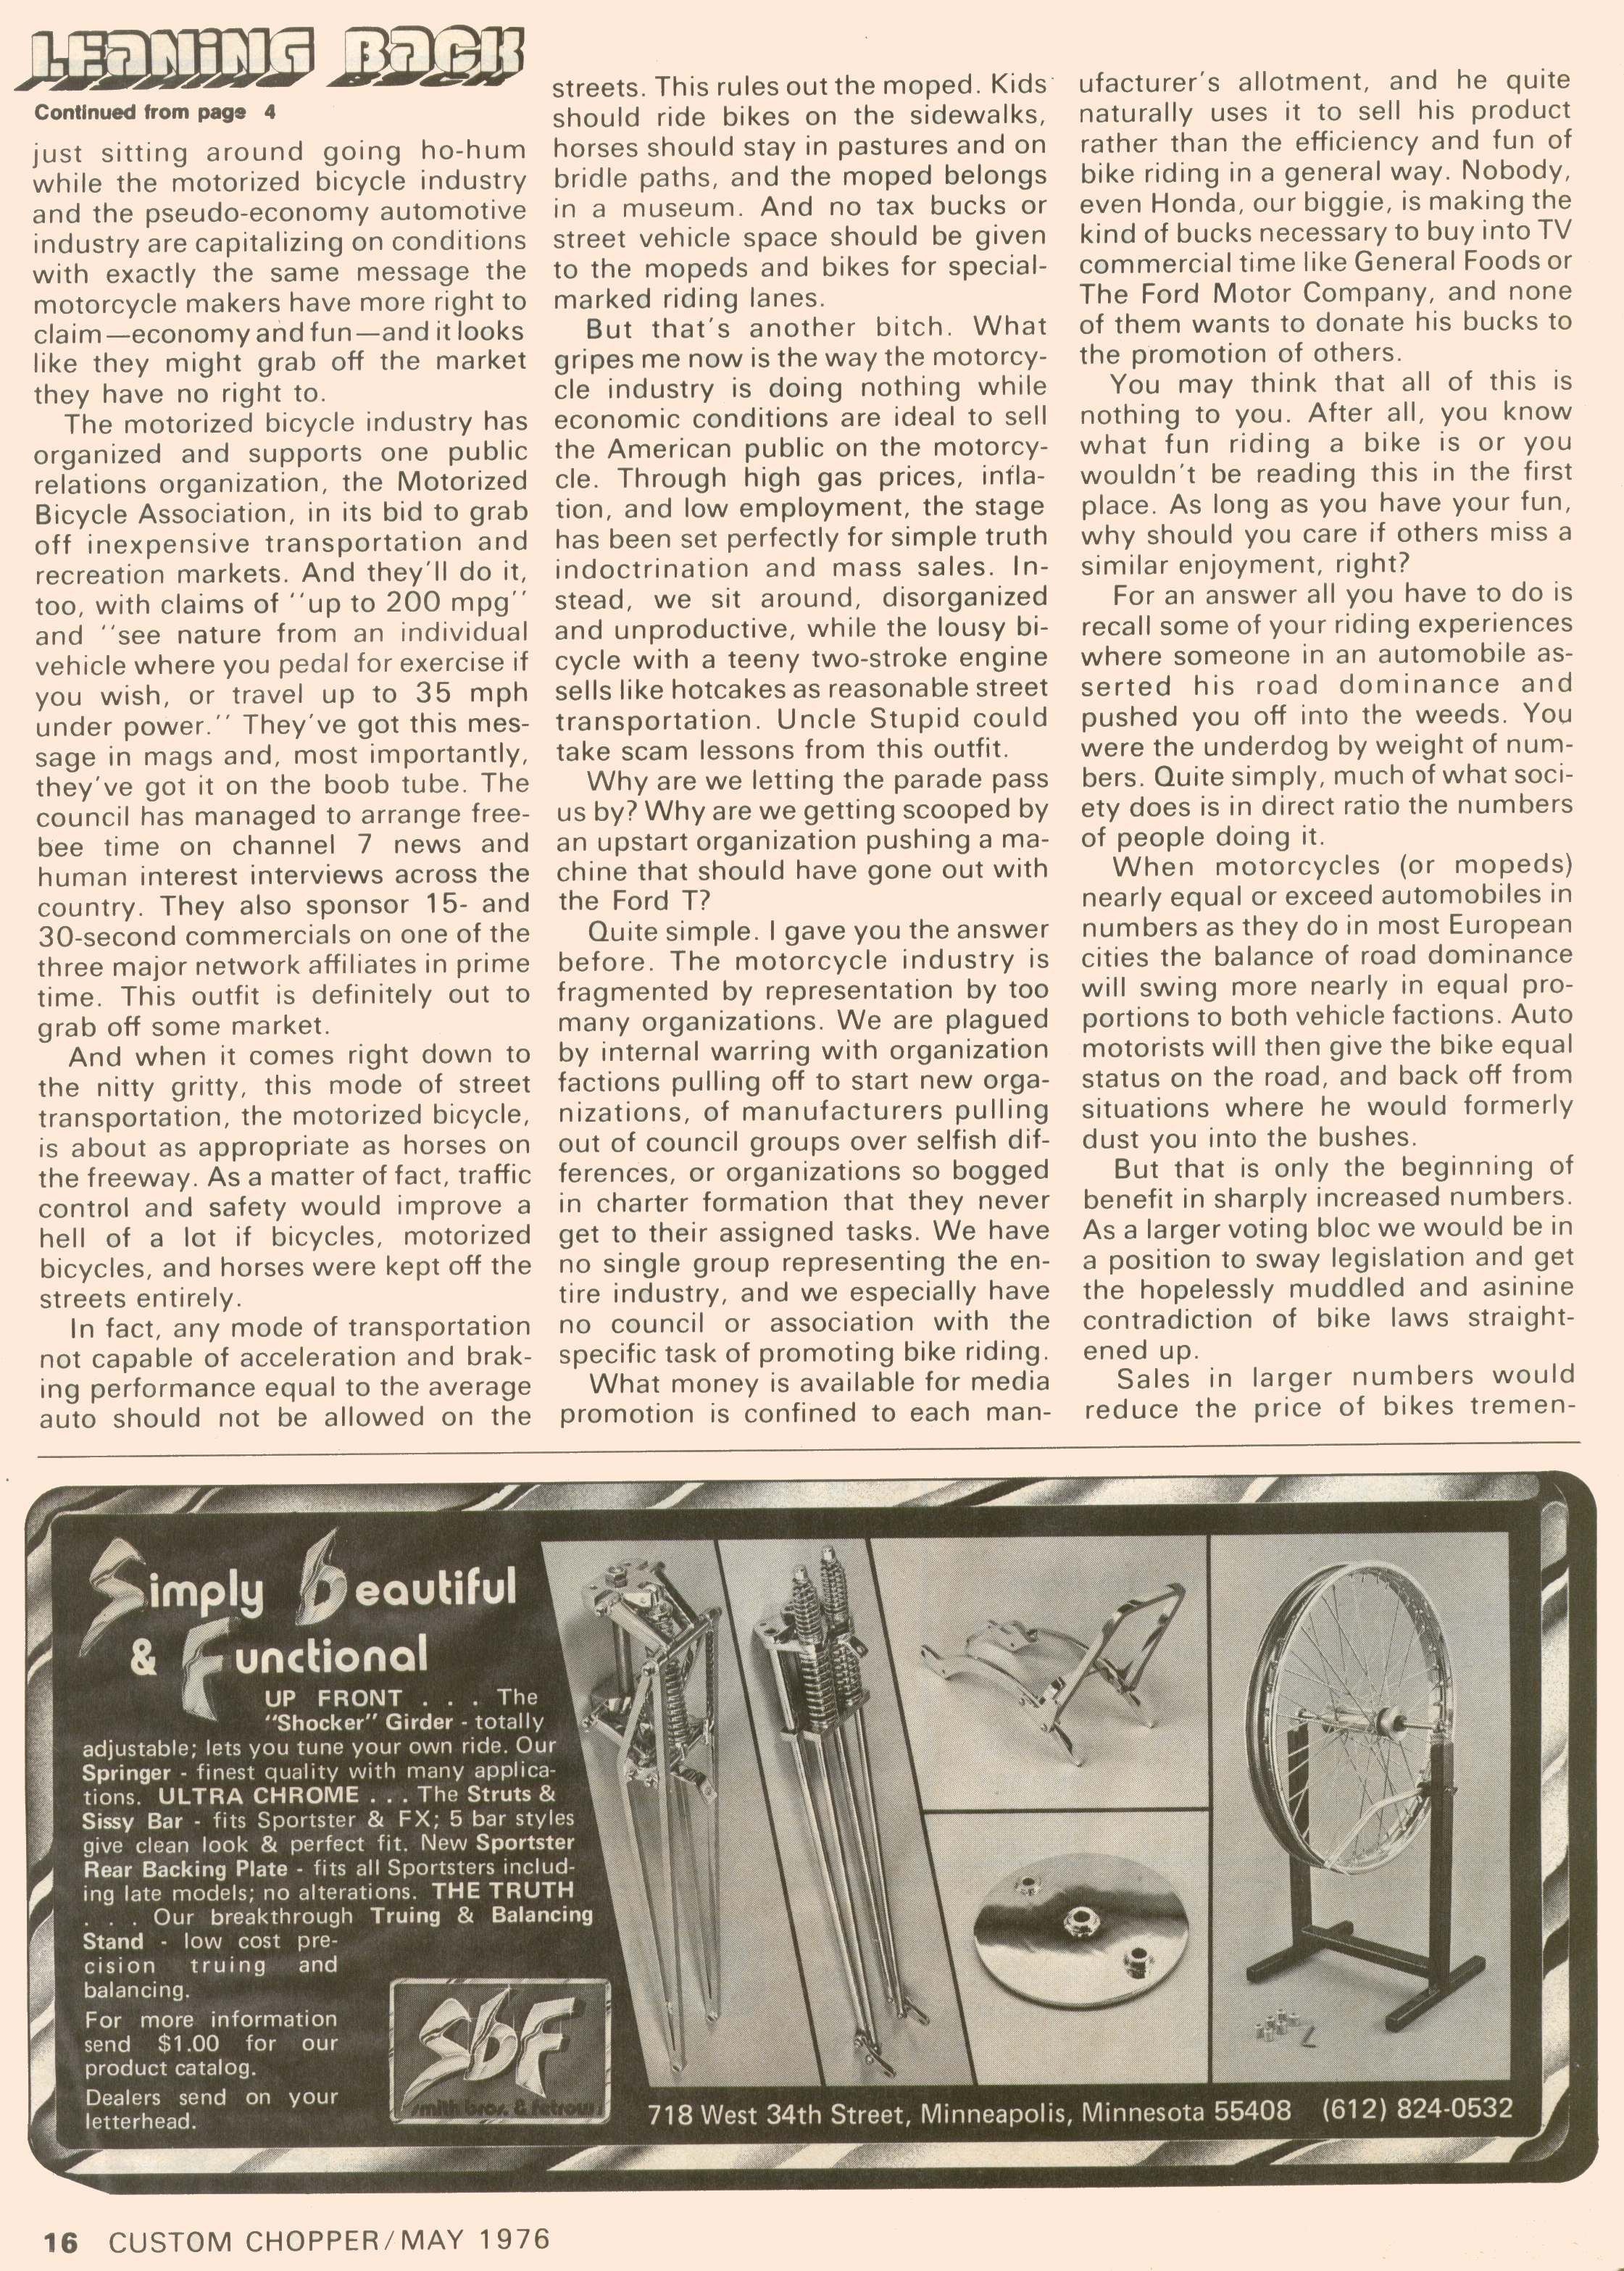 LEANING BACK
Continued from page 4
just sitting around going ho-hum
while the motorized bicycle industry
and the pseudo-economy automotive
industry are capitalizing on conditions
with exactly the same message the
motorcycle makers have more right to
claim—economy and fun—and it looks
like they might grab off the market
they have no right to.
The motorized bicycle industry has
organized and supports one public
relations organization, the Motorized
Bicycle Association, in its bid to grab
off inexpensive transportation and
recreation markets. And they'll do it,
too, with claims of "up to 200 mpg"
and "see nature from an individual
vehicle where you pedal for exercise if
you wish, or travel up to 35 mph
under power." They've got this mes-
sage in mags and, most importantly,
they've got it on the boob tube. The
council has managed to arrange free-
bee time on channel 7 news and
human interest interviews across the
country. They also sponsor 15- and
30-second commercials on one of the
three major network affiliates in prime
time. This outfit is definitely out to
grab off some market.
And when it comes right down to
the nitty gritty, this mode of street
transportation, the motorized bicycle,
is about as appropriate as horses on
the freeway. As a matter of fact, traffic
control and safety would improve a
hell of a lot if bicycles, motorized
bicycles, and horses were kept off the
streets entirely.
In fact, any mode of transportation
not capable of acceleration and brak-
ing performance equal to the average
auto should not be allowed on the
streets. This rules out the moped. Kids
should ride bikes on the sidewalks,
horses should stay in pastures and on
bridle paths, and the moped belongs
in a museum. And no tax bucks or
street vehicle space should be given
to the mopeds and bikes for special-
marked riding lanes.
But that's another bitch. What
gripes me now is the way the motorcy-
cle industry is doing nothing while
economic conditions are ideal to sell
the American public on the motorcy-
cle. Through high gas prices, infla-
tion, and low employment, the stage
has been set perfectly for simple truth
indoctrination and mass sales. In-
stead, we sit around, disorganized
and unproductive, while the lousy bi-
cycle with a teeny two-stroke engine
sells like hotcakes as reasonable street
transportation. Uncle Stupid could
take scam lessons from this outfit.
Why are we letting the parade pass
us by? Why are we getting scooped by
an upstart organization pushing a ma-
chine that should have gone out with
the Ford T?
Quite simple. I gave you the answer
before. The motorcycle industry is
fragmented by representation by too
many organizations. We are plagued
by internal warring with organization
factions pulling off to start new orga-
nizations, of manufacturers pulling
out of council groups over selfish dif-
ferences, or organizations so bogged
in charter formation that they never
get to their assigned tasks. We have
no single group representing the en-
tire industry, and we especially have
no council or association with the
specific task of promoting bike riding.
What money is available for media
promotion is confined to each man-
ufacturer's allotment, and he quite
naturally uses it to sell his product
rather than the efficiency and fun of
bike riding in a general way. Nobody,
even Honda, our biggie, is making the
kind of bucks necessary to buy into TV
commercial time like General Foods or
The Ford Motor Company, and none
of them wants to donate his bucks to
the promotion of others.
You may think that all of this is
nothing to you. After all, you know
what fun riding a bike is or you
wouldn't be reading this in the first
place. As long as you have your fun,
why should you care if others miss a
similar enjoyment, right?
For an answer all you have to do is
recall some of your riding experiences
where someone in an automobile as-
serted his road dominance and
pushed you off into the weeds. You
were the underdog by weight of num-
bers. Quite simply, much of what soci-
ety does is in direct ratio the numbers
of people doing it.
When motorcycles (or mopeds)
nearly equal or exceed automobiles in
numbers as they do in most European
cities the balance of road dominance
will swing more nearly in equal pro-
portions to both vehicle factions. Auto
motorists will then give the bike equal
status on the road, and back off from
situations where he would formerly
dust you into the bushes.
But that is only the beginning of
benefit in sharply increased numbers.
As a larger voting bloc we would be in
a position to sway legislation and get
the hopelessly muddled and asinine
contradiction of bike laws straight-
ened up.
Sales in larger numbers would
reduce the price of bikes tremen-
Simply beautiful
& Functional
UP FRONT . . . The
"Shocker" Girder - totally
adjustable; lets you tune your own ride. Our
Springer - finest quality with many applica-
tions. ULTRA CHROME . . . The Struts &
Sissy Bar - fits Sportster & FX; 5 bar styles
give clean look & perfect fit. New Sportster
Rear Backing Plate - fits all Sportsters includ-
ing late models; no alterations. THE TRUTH
. . . Our breakthrough Truing & Balancing
Stand - low cost pre-
cision truing and
balancing.
For more information
send $1.00 for our
product catalog.
Dealers send on your
letterhead.
SbF
smith bros. & fetrow
718 West 34th Street, Minneapolis, Minnesota 55408 (612) 824-0532
16 CUSTOM CHOPPER/MAY 1976